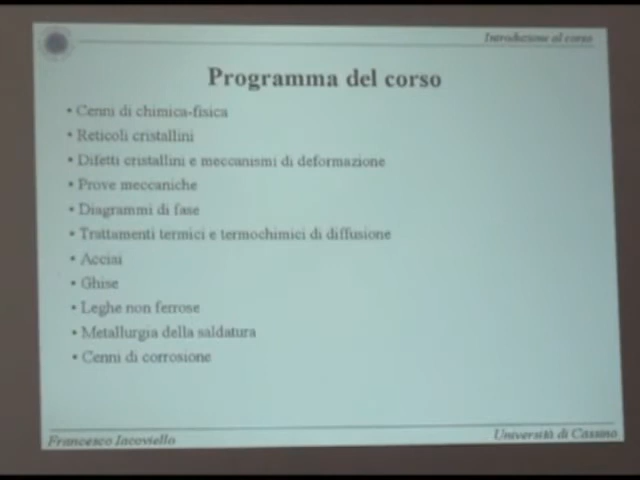 Introduzione al corso
Programma del corso
• Cenni di chimica-fisica
• Reticoli cristallini
• Difetti cristallini e meccanismi di deformazione
• Prove meccaniche
• Diagrammi di fase
• Trattamenti termici e termochimici di diffusione
• Acciai
• Ghise
• Leghe non ferrose
• Metallurgia della saldatura
• Cenni di corrosione
Francesco Iacoviello
Università di Cassino